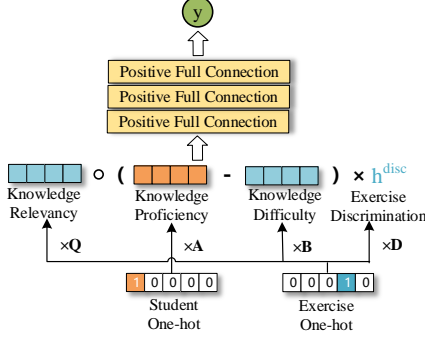 y
Positive Full Connection
Positive Full Connection
Positive Full Connection
( - ) × h^disc
Knowledge Relevancy
Knowledge Proficiency
Knowledge Difficulty
Exercise Discrimination
×Q ×A ×B ×D
1 0 0 0 0
0 0 0 1 0
Student One-hot
Exercise One-hot